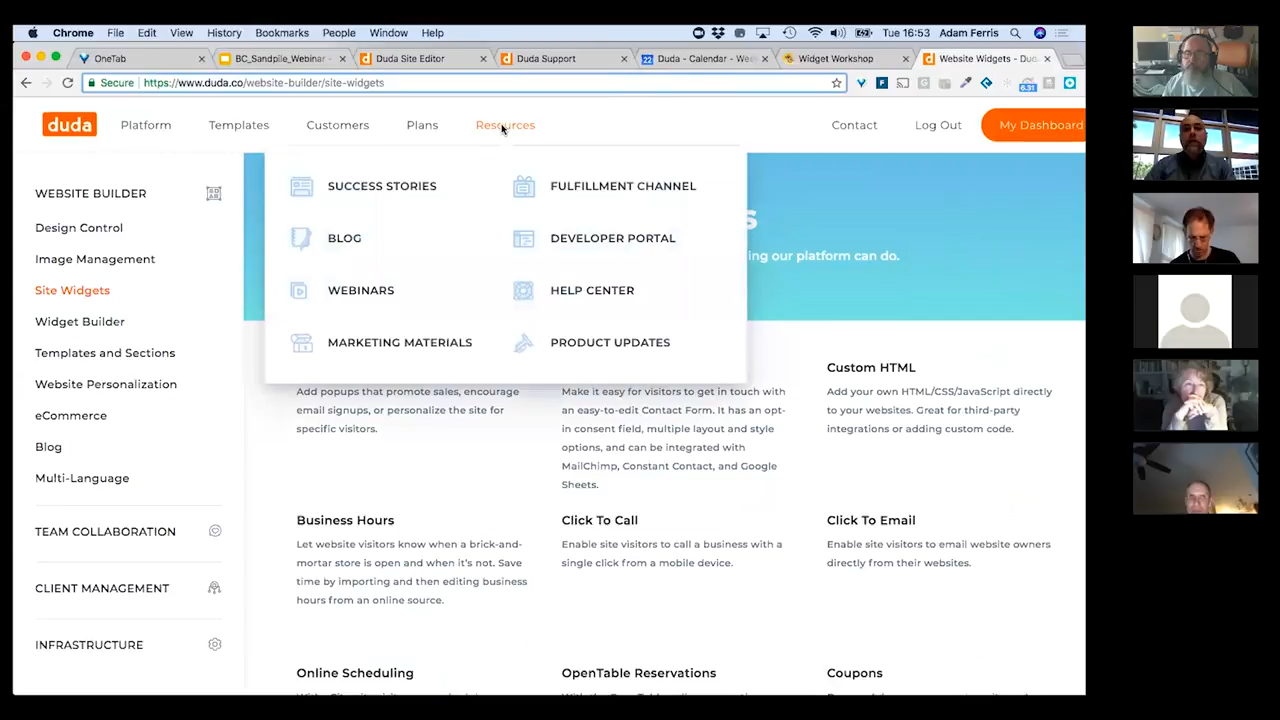 Chrome File Edit View History Bookmarks People Window Help Tue 16:53 Adam Ferris
OneTab BC_Sandpile_Webinar - Duda Site Editor Duda Support Duda - Calendar - Widget Workshop Website Widgets - Dud
Secure https://www.duda.co/website-builder/site-widgets 6.31
duda Platform Templates Customers Plans Resources Contact Log Out My Dashboard
WEBSITE BUILDER
Design Control
Image Management
Site Widgets
Widget Builder
Templates and Sections
Website Personalization
eCommerce
Blog
Multi-Language
TEAM COLLABORATION
CLIENT MANAGEMENT
INFRASTRUCTURE
SUCCESS STORIES
BLOG
WEBINARS
MARKETING MATERIALS
FULFILLMENT CHANNEL
DEVELOPER PORTAL
HELP CENTER
PRODUCT UPDATES
s
ing our platform can do.
Add popups that promote sales, encourage
email signups, or personalize the site for
specific visitors.
Make it easy for visitors to get in touch with
an easy-to-edit Contact Form. It has an opt-
in consent field, multiple layout and style
options, and can be integrated with
MailChimp, Constant Contact, and Google
Sheets.
Custom HTML
Add your own HTML/CSS/JavaScript directly
to your websites. Great for third-party
integrations or adding custom code.
Business Hours
Let website visitors know when a brick-and-
mortar store is open and when it's not. Save
time by importing and then editing business
hours from an online source.
Click To Call
Enable site visitors to call a business with a
single click from a mobile device.
Click To Email
Enable site visitors to email website owners
directly from their websites.
Online Scheduling
OpenTable Reservations
Coupons